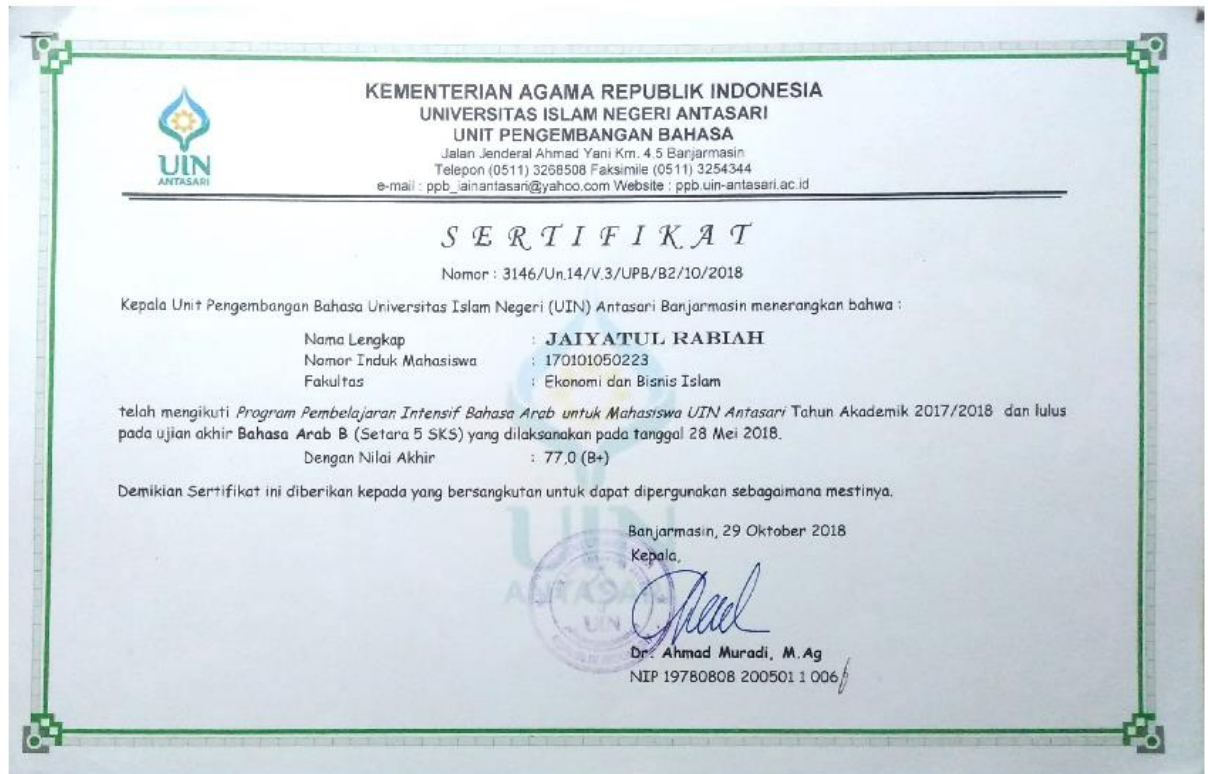 UIN
ANTASARI
KEMENTERIAN AGAMA REPUBLIK INDONESIA
UNIVERSITAS ISLAM NEGERI ANTASARI
UNIT PENGEMBANGAN BAHASA
Jalan Jenderal Ahmad Yani Km. 4,5 Banjarmasin
Telepon (0511) 3268508 Faksimile (0511) 3254344
e-mail : ppb_iainantasari@yahoo.com Website : ppb.uin-antasari.ac.id
SERTIFIKAT
Nomor : 3146/Un.14/V.3/UPB/B2/10/2018
Kepala Unit Pengembangan Bahasa Universitas Islam Negeri (UIN) Antasari Banjarmasin menerangkan bahwa :
Nama Lengkap : JAIYATUL RABIAH
Nomor Induk Mahasiswa : 170101050223
Fakultas : Ekonomi dan Bisnis Islam
telah mengikuti Program Pembelajaran Intensif Bahasa Arab untuk Mahasiswa UIN Antasari Tahun Akademik 2017/2018 dan lulus
pada ujian akhir Bahasa Arab B (Setara 5 SKS) yang dilaksanakan pada tanggal 28 Mei 2018.
Dengan Nilai Akhir : 77,0 (B+)
Demikian Sertifikat ini diberikan kepada yang bersangkutan untuk dapat dipergunakan sebagaimana mestinya.
Banjarmasin, 29 Oktober 2018
Kepala,
UIN
ANTASARI
UIN
Dr. Ahmad Muradi, M.Ag
NIP 19780808 200501 1 006